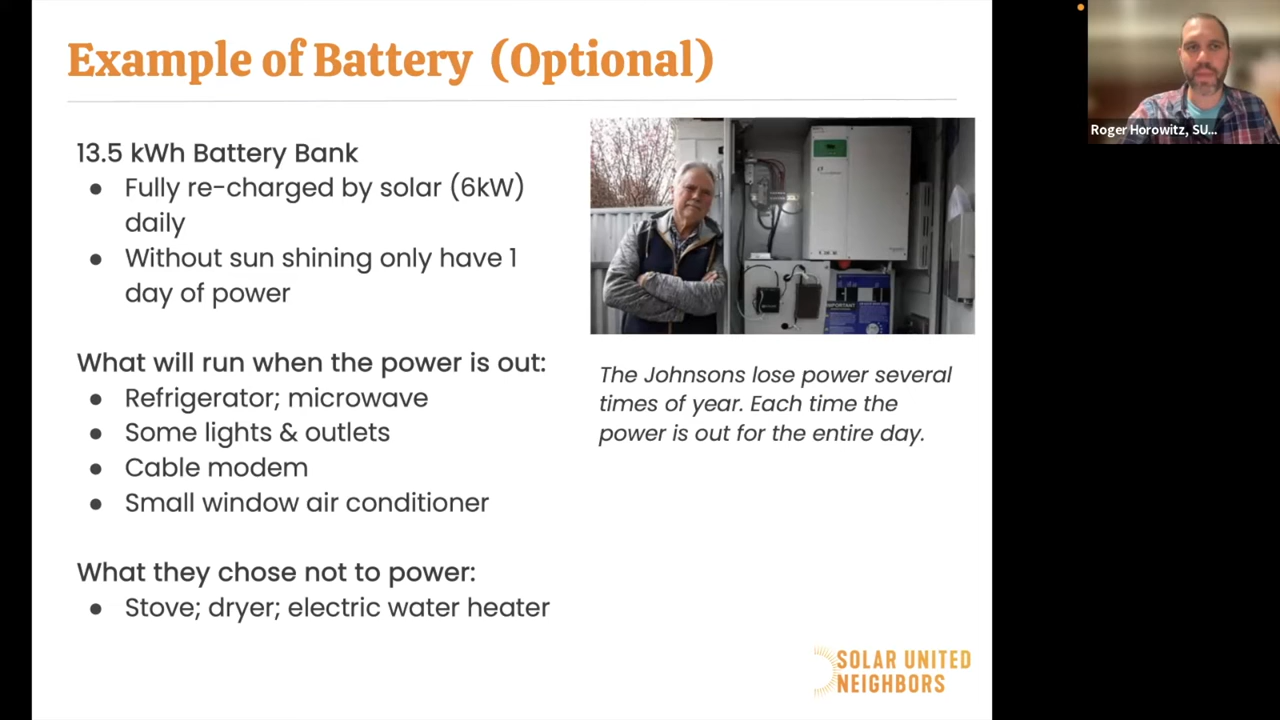 Example of Battery (Optional)
13.5 kWh Battery Bank
● Fully re-charged by solar (6kW)
daily
● Without sun shining only have 1
day of power
What will run when the power is out:
● Refrigerator; microwave
● Some lights & outlets
● Cable modem
● Small window air conditioner
What they chose not to power:
● Stove; dryer; electric water heater
IMPORTANT
The Johnsons lose power several
times of year. Each time the
power is out for the entire day.
SOLAR UNITED
NEIGHBORS
Roger Horowitz, SU...